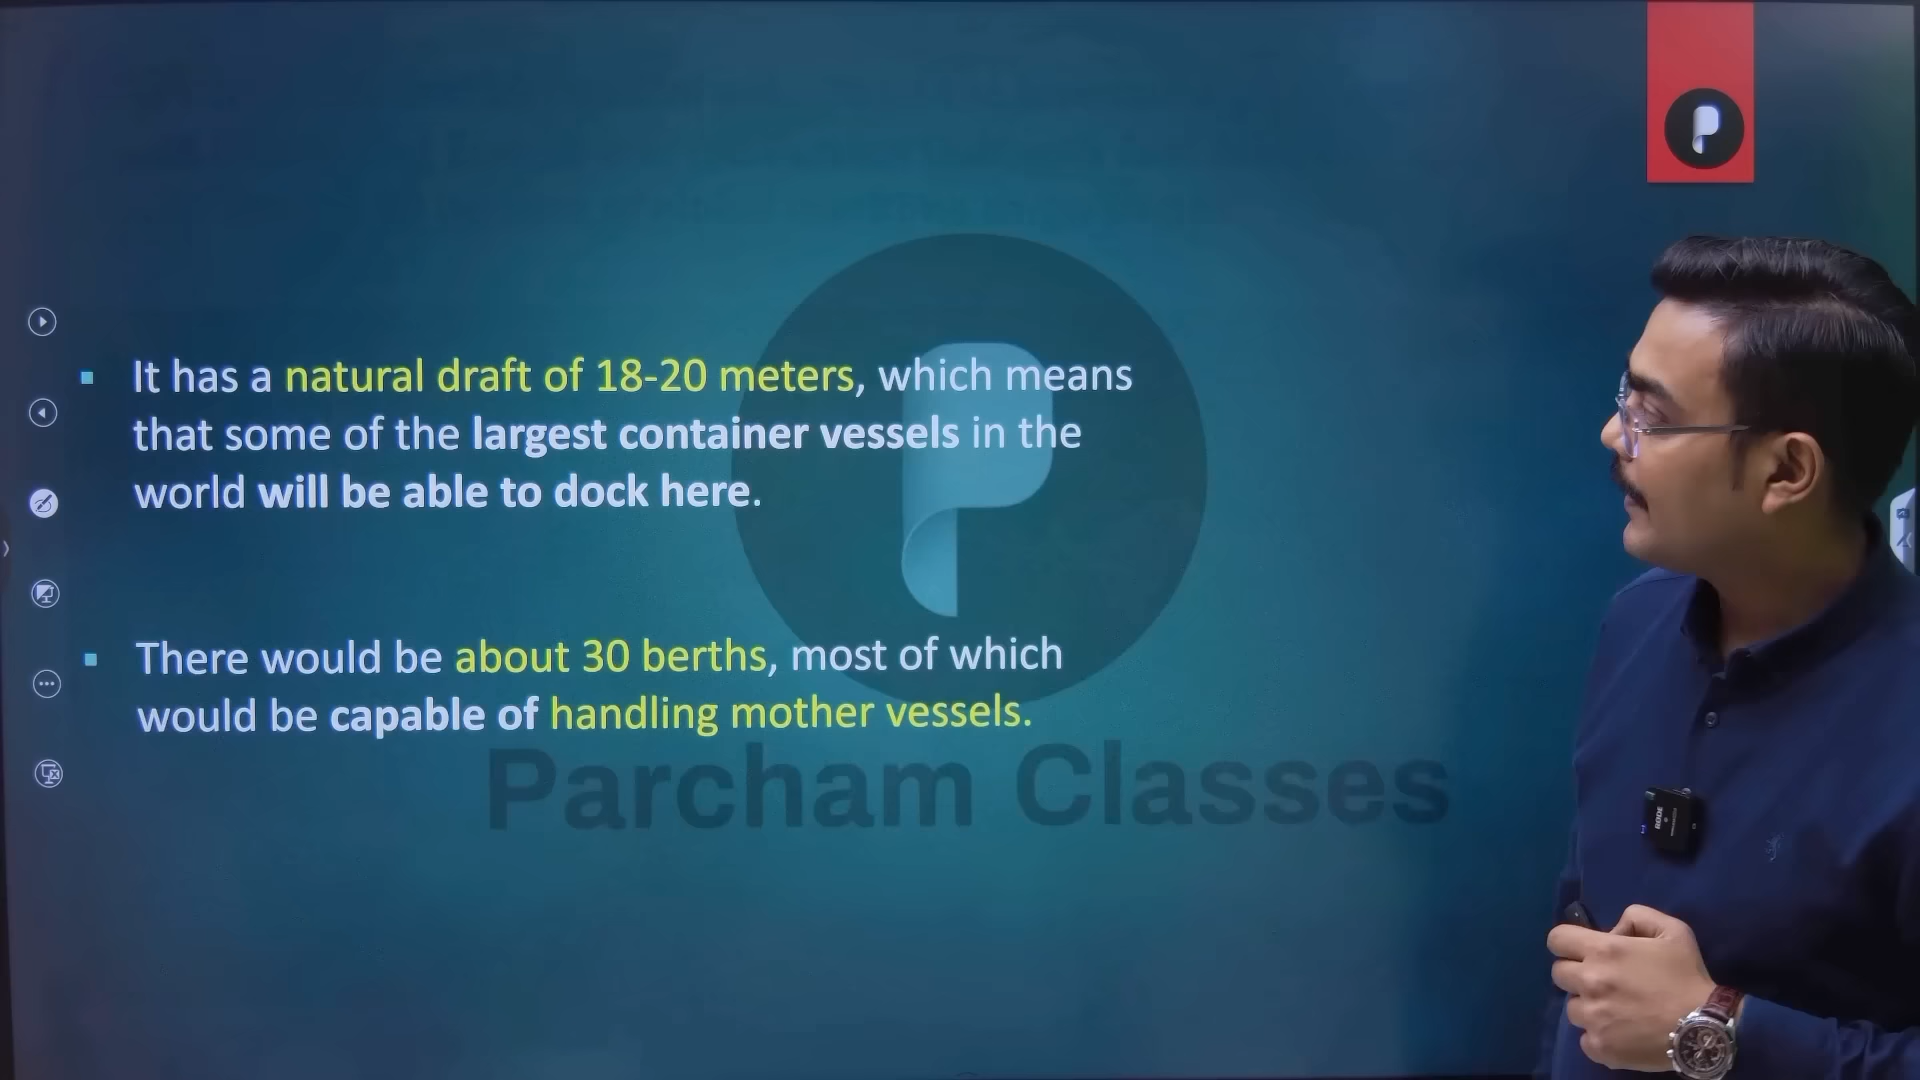 It has a natural draft of 18-20 meters, which means
that some of the largest container vessels in the
world will be able to dock here.
There would be about 30 berths, most of which
would be capable of handling mother vessels.
Parcham Classes
RODE